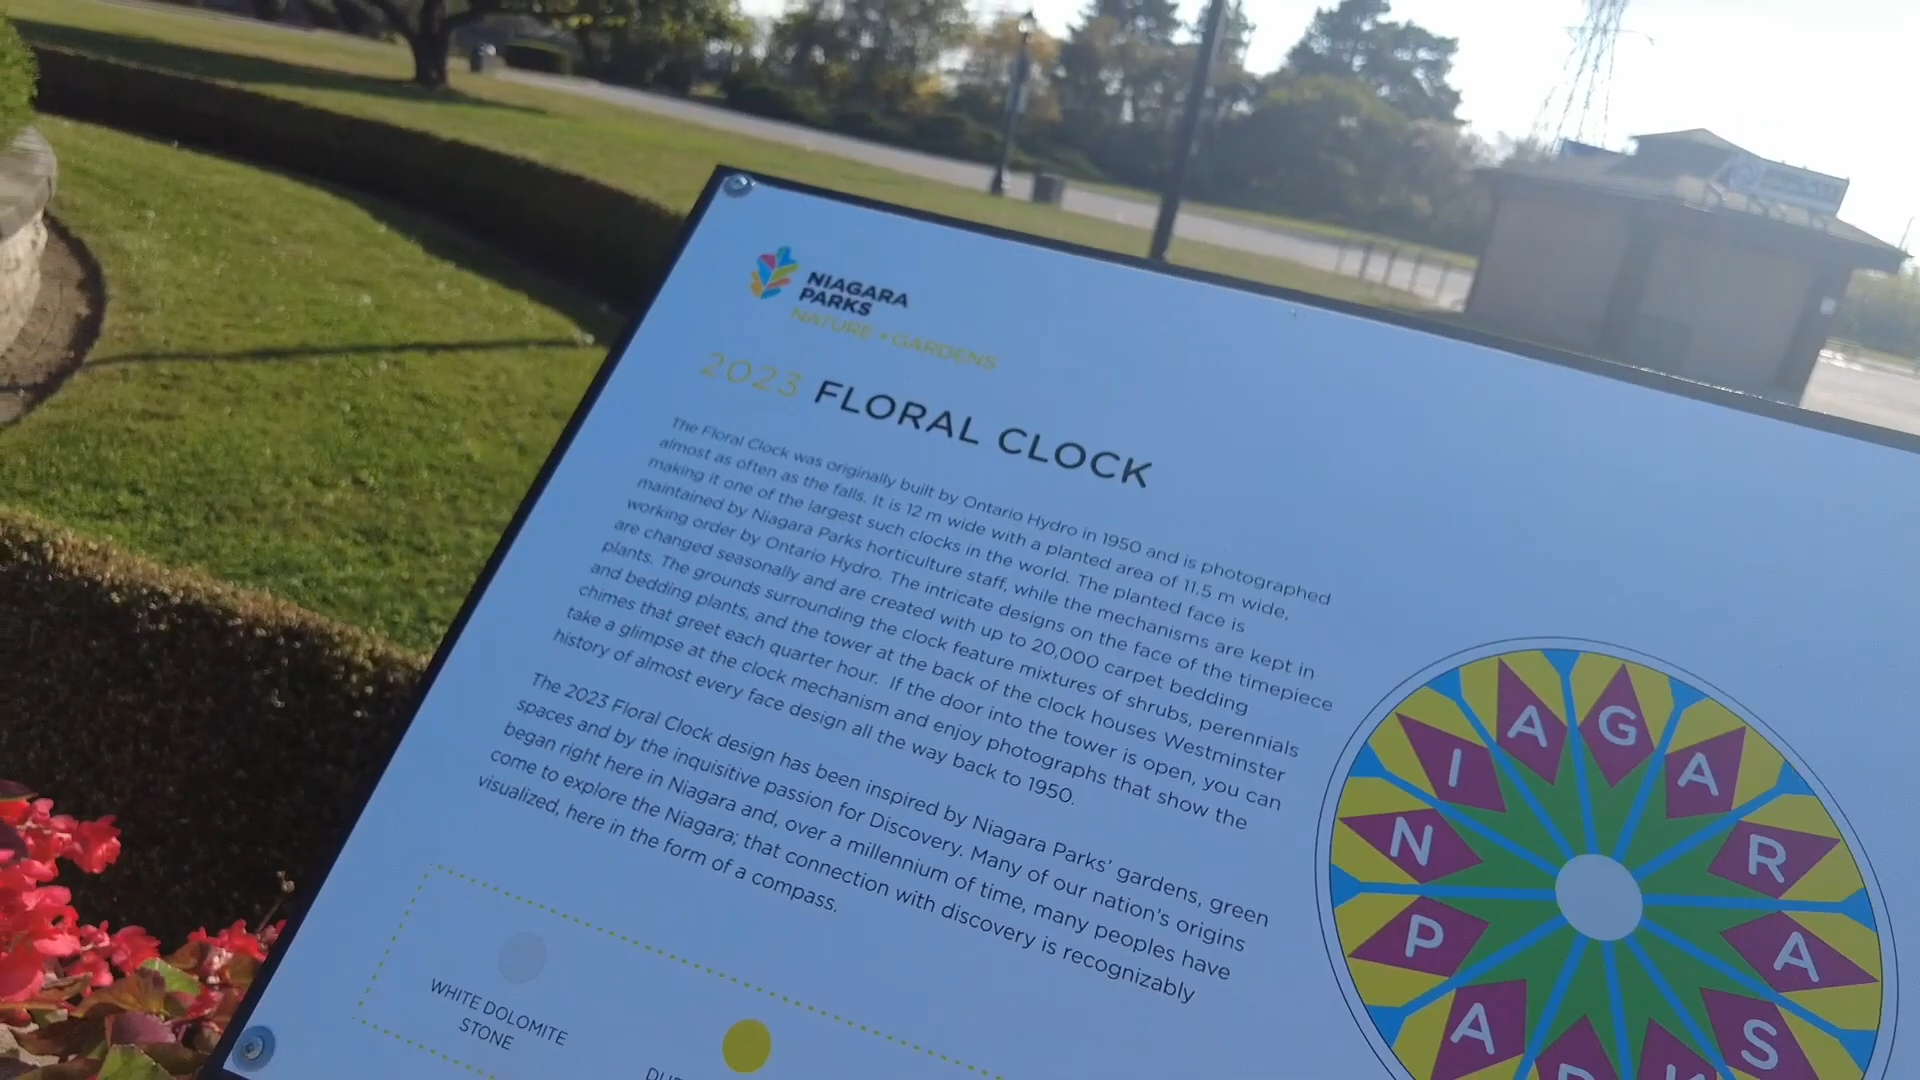 NIAGARA
PARKS
NATURE + GARDENS
2023 FLORAL CLOCK
The Floral Clock was originally built by Ontario Hydro in 1950 and is photographed
almost as often as the falls. It is 12 m wide with a planted area of 11.5 m wide,
making it one of the largest such clocks in the world. The planted face is
maintained by Niagara Parks horticulture staff, while the mechanisms are kept in
working order by Ontario Hydro. The intricate designs on the face of the timepiece
are changed seasonally and are created with up to 20,000 carpet bedding
plants. The grounds surrounding the clock feature mixtures of shrubs, perennials
and bedding plants, and the tower at the back of the clock houses Westminster
chimes that greet each quarter hour. If the door into the tower is open, you can
take a glimpse at the clock mechanism and enjoy photographs that show the
history of almost every face design all the way back to 1950.
The 2023 Floral Clock design has been inspired by Niagara Parks' gardens, green
spaces and by the inquisitive passion for Discovery. Many of our nation's origins
began right here in Niagara and, over a millennium of time, many peoples have
come to explore the Niagara; that connection with discovery is recognizably
visualized, here in the form of a compass.
WHITE DOLOMITE
STONE
NIAGARA
PARKS